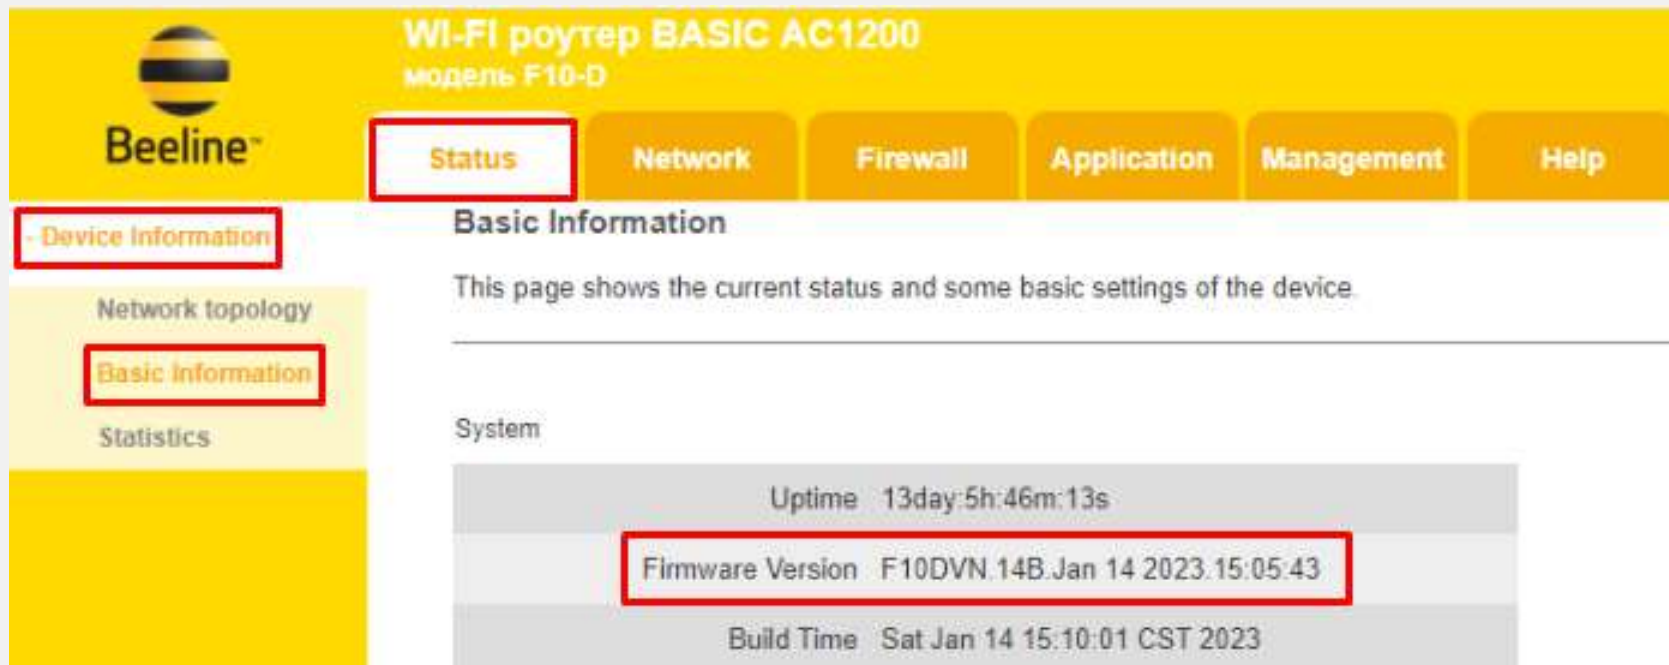 WI-FI роутер BASIC AC1200
модель F10-D
Beeline™
Status
Network
Firewall
Application
Management
Help
- Device Information
Network topology
Basic Information
Statistics
Basic Information
This page shows the current status and some basic settings of the device.
System
Uptime 13day:5h:46m:13s
Firmware Version F10DVN.14B.Jan 14 2023.15:05:43
Build Time Sat Jan 14 15:10:01 CST 2023